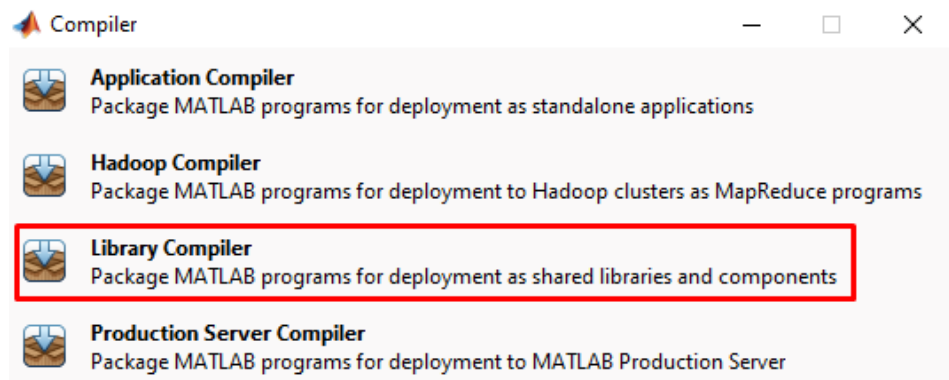 Compiler
Application Compiler
Package MATLAB programs for deployment as standalone applications
Hadoop Compiler
Package MATLAB programs for deployment to Hadoop clusters as MapReduce programs
Library Compiler
Package MATLAB programs for deployment as shared libraries and components
Production Server Compiler
Package MATLAB programs for deployment to MATLAB Production Server